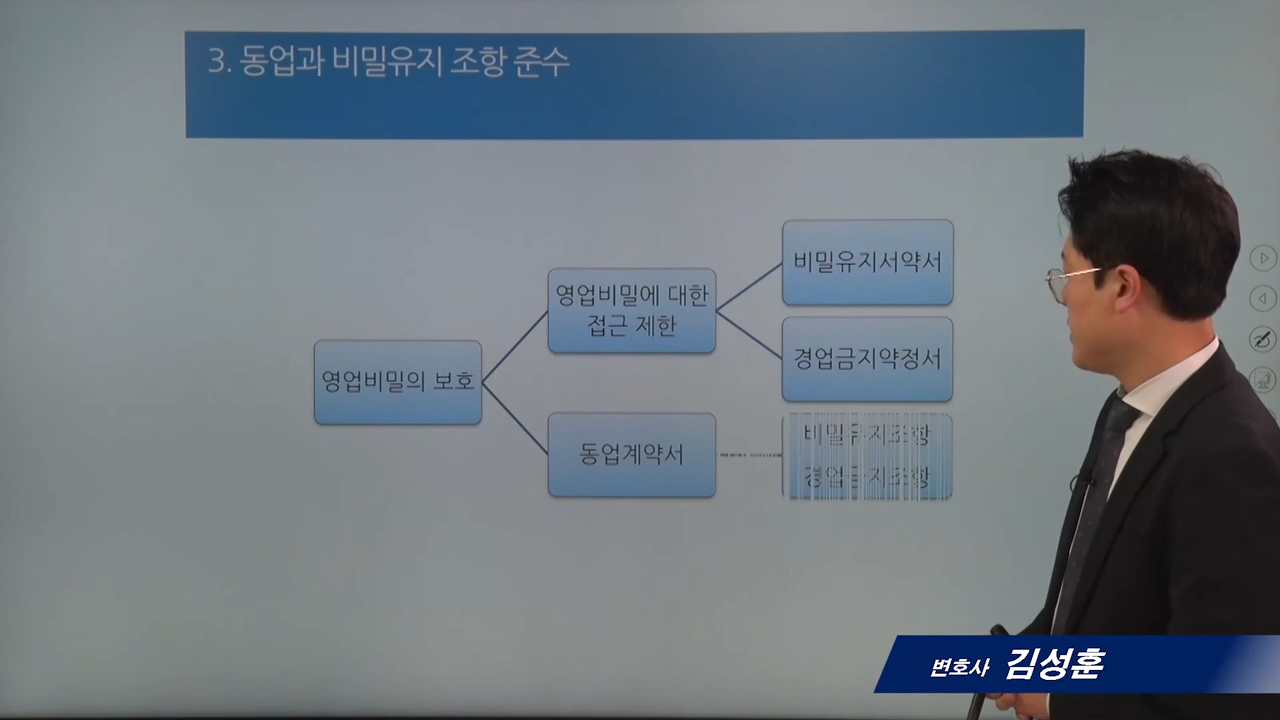 3. 동업과 비밀유지 조항 준수
비밀유지서약서
영업비밀에 대한
접근 제한
경업금지약정서
영업비밀의 보호
동업계약서
비밀유지조항
경업금지조항
변호사 김성훈